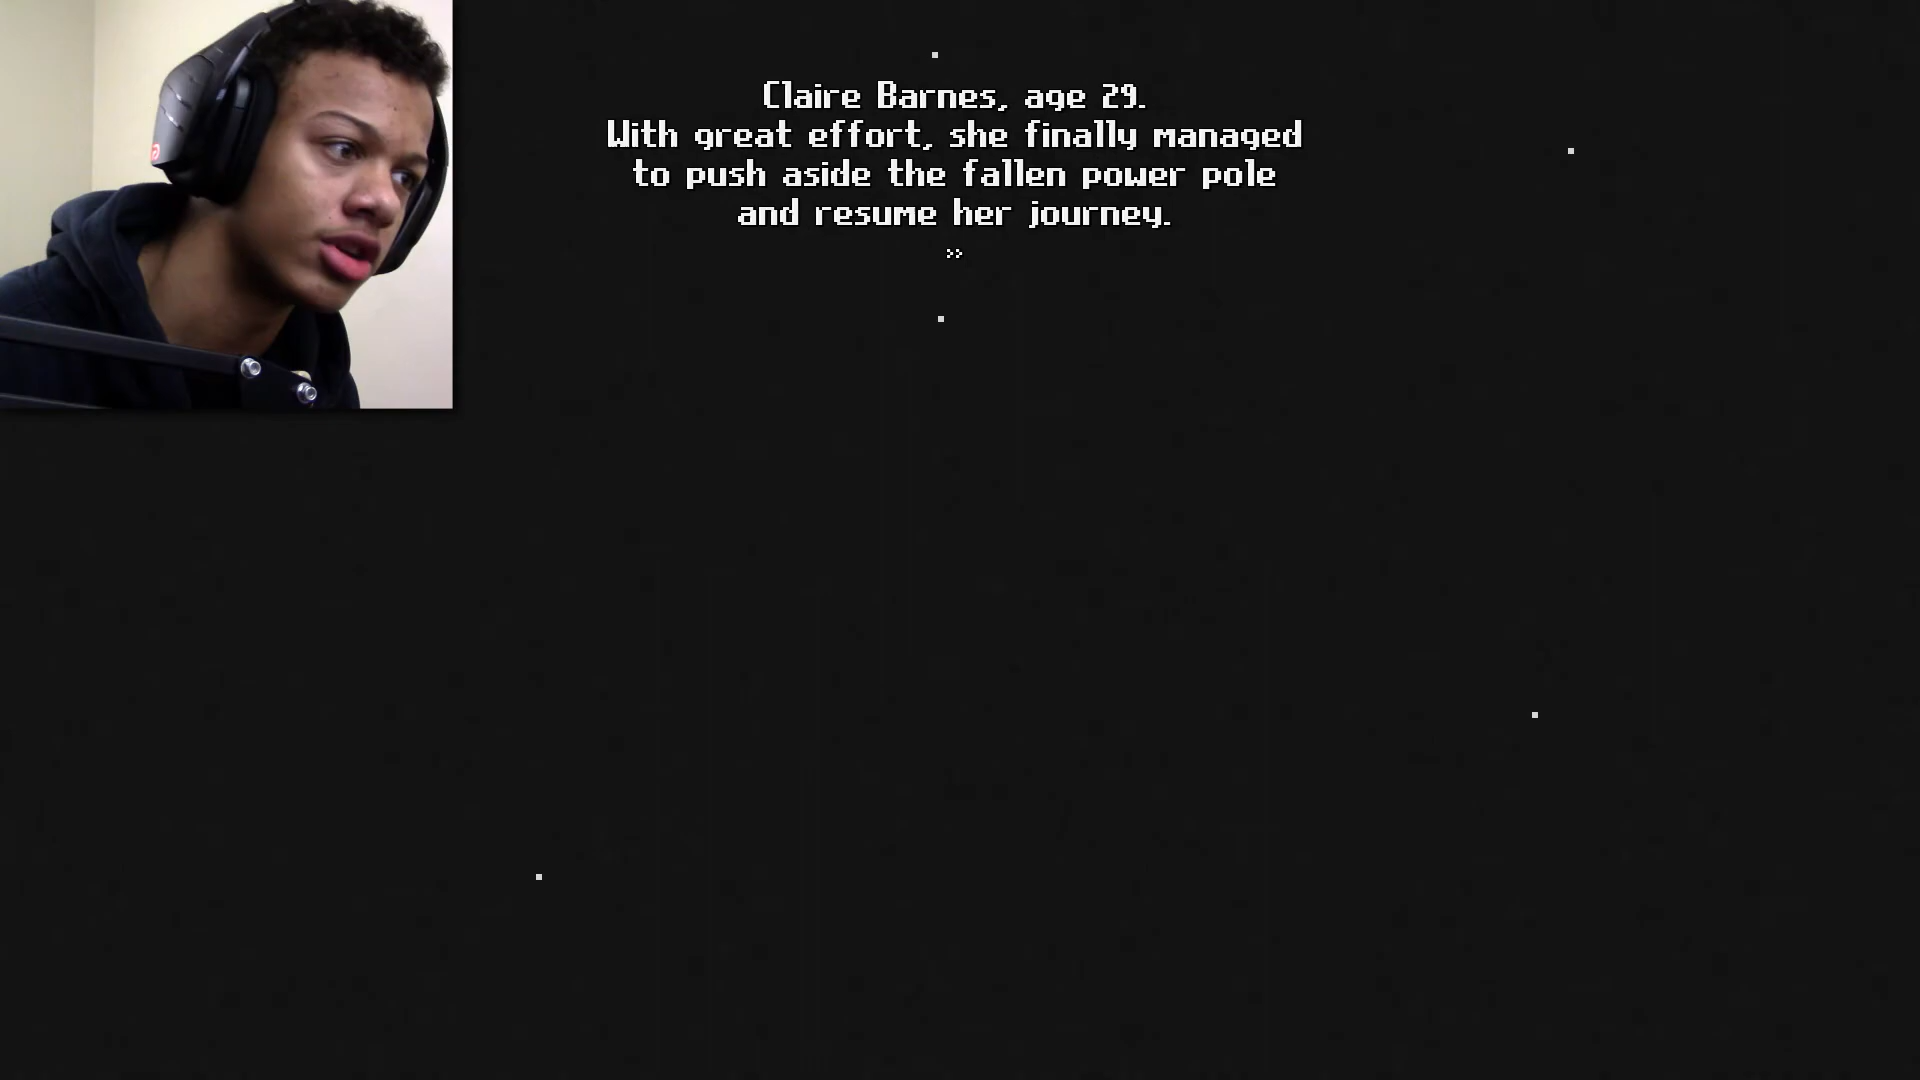 Claire Barnes, age 29.
With great effort, she finally managed
to push aside the fallen power pole
and resume her journey.
»